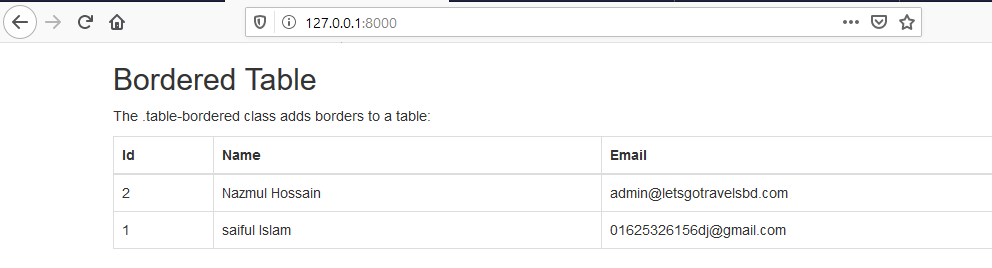 127.0.0.1:8000
Bordered Table
The .table-bordered class adds borders to a table:
Id Name Email
2 Nazmul Hossain admin@letsgotravelsbd.com
1 saiful Islam 01625326156dj@gmail.com